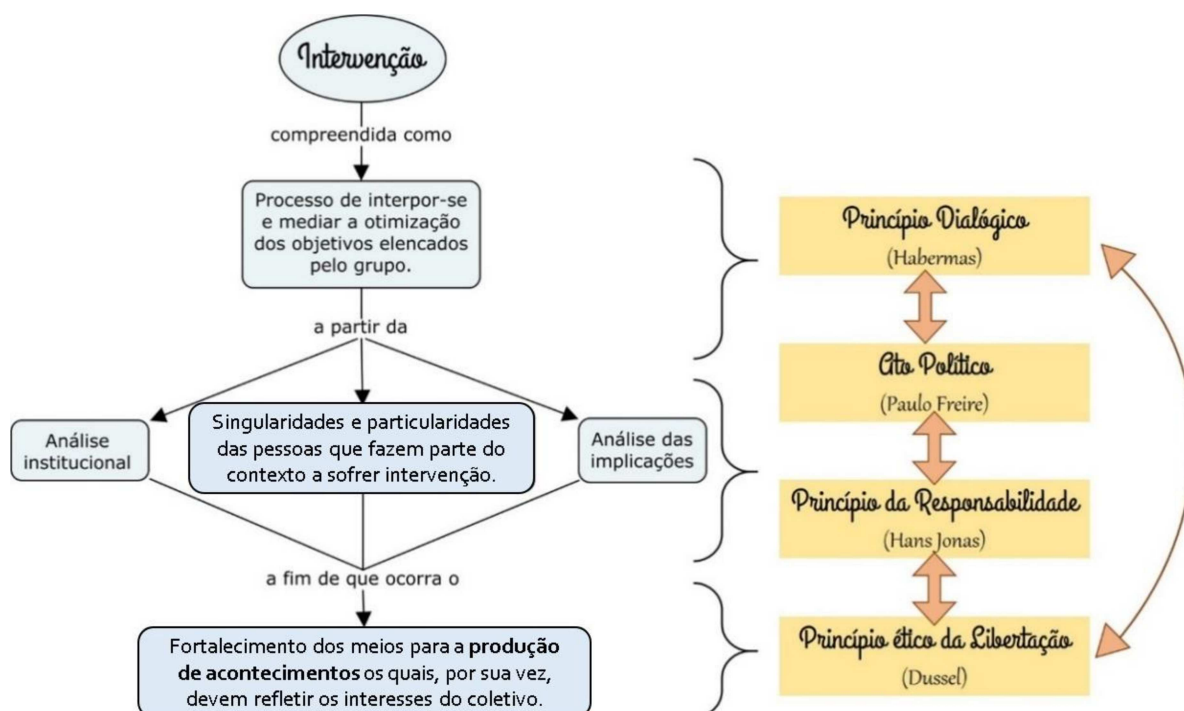 Intervenção
compreendida como
Processo de interpor-se
e mediar a otimização
dos objetivos elencados
pelo grupo.
a partir da
Análise
institucional
Singularidades e particularidades
das pessoas que fazem parte do
contexto a sofrer intervenção.
Análise das
implicações
a fim de que ocorra o
Fortalecimento dos meios para a produção
de acontecimentos os quais, por sua vez,
devem refletir os interesses do coletivo.
Princípio Dialógico
(Habermas)
Ato Político
(Paulo Freire)
Princípio da Responsabilidade
(Hans Jonas)
Princípio ético da Libertação
(Dussel)